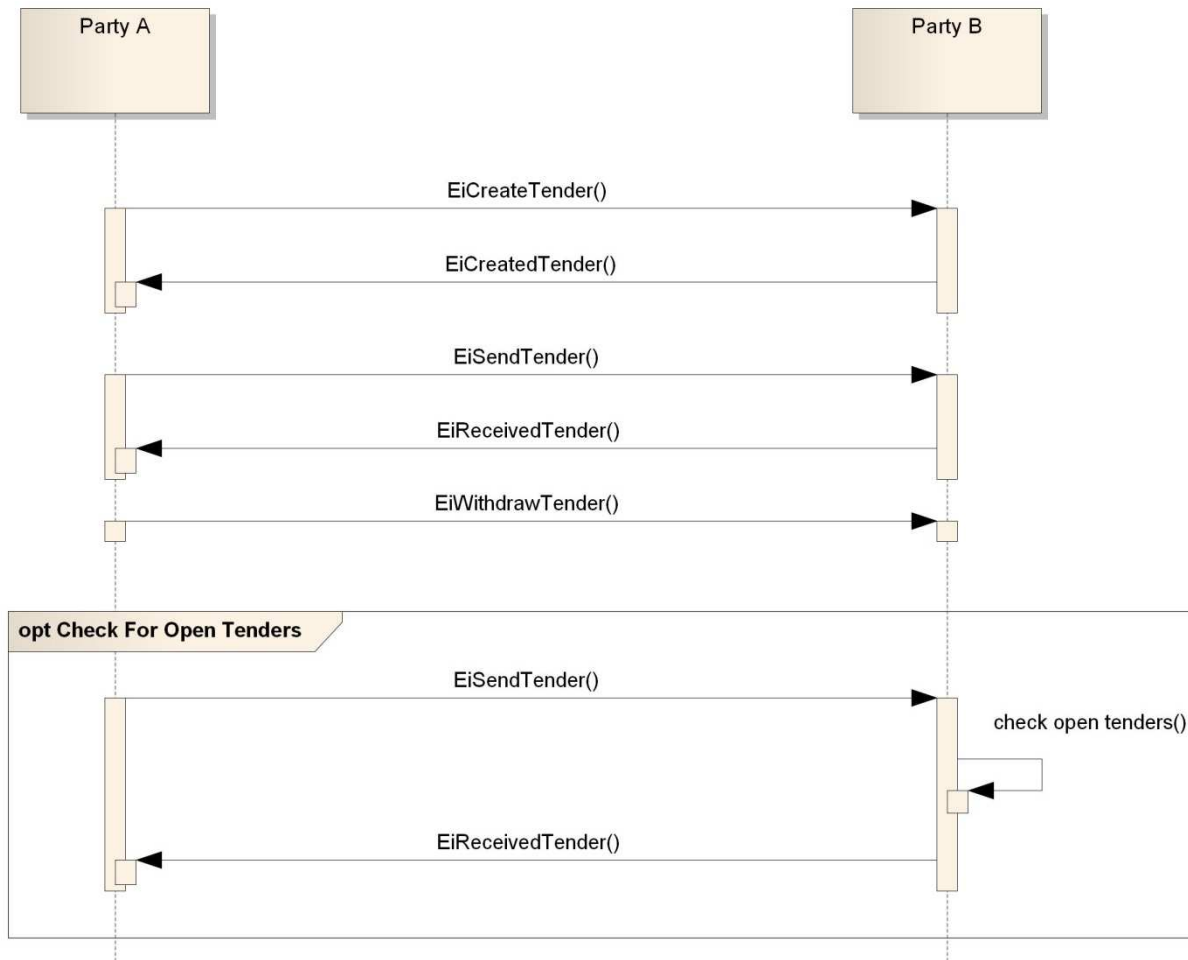 Party A
Party B
EiCreateTender()
EiCreatedTender()
EiSendTender()
EiReceivedTender()
EiWithdrawTender()
opt Check For Open Tenders
EiSendTender()
check open tenders()
EiReceivedTender()